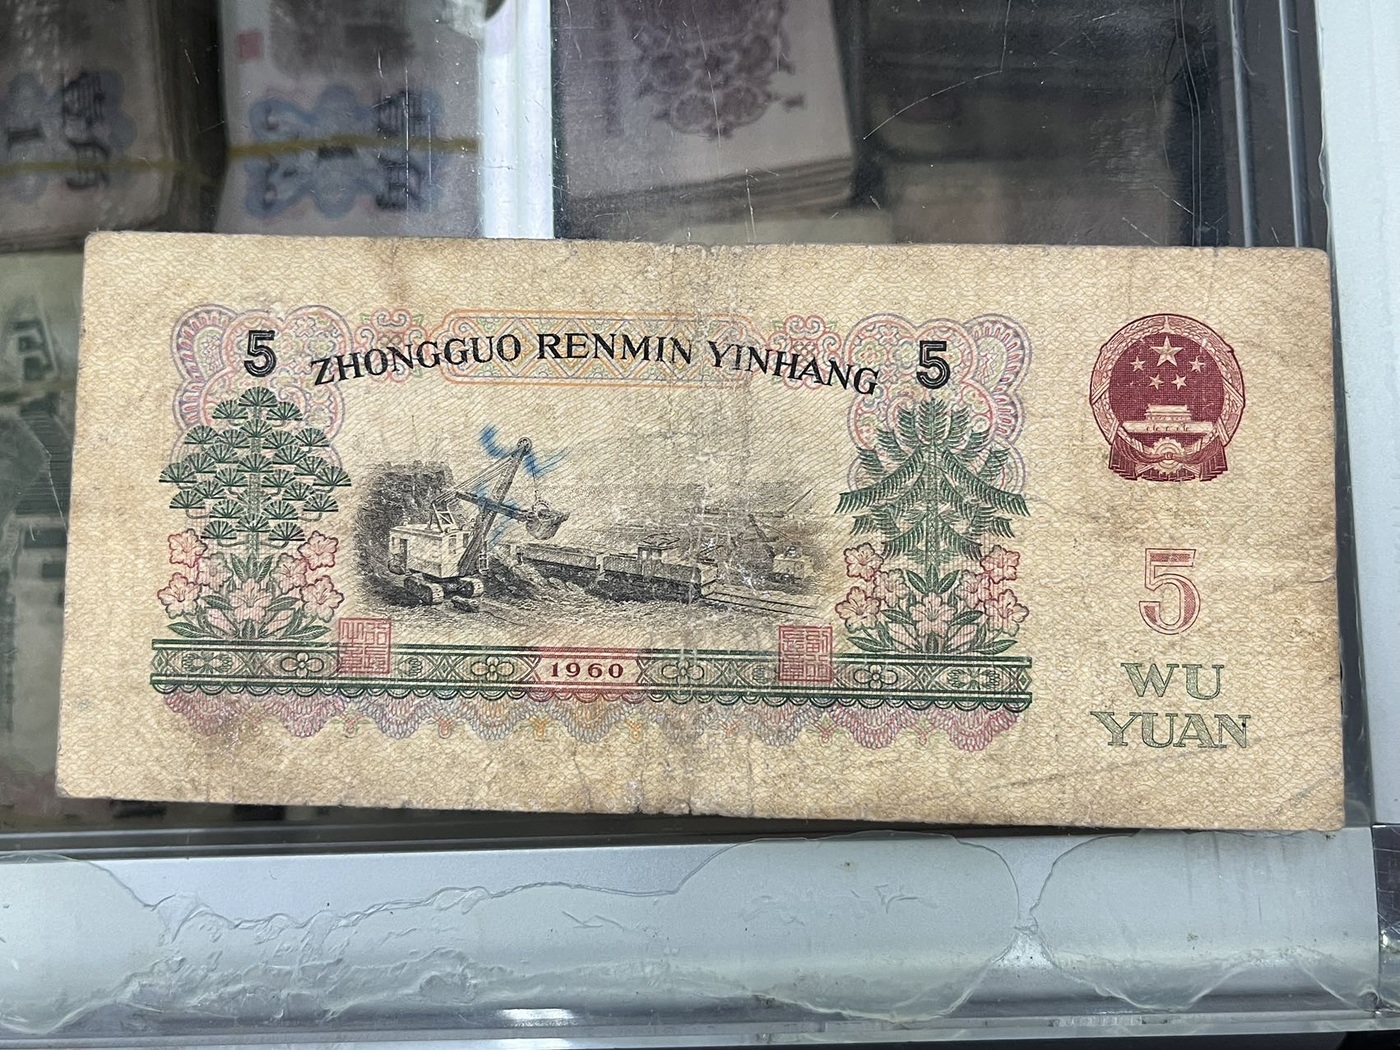 5 ZHONGGUO RENMIN YINHANG 5
1960
5
WU
YUAN